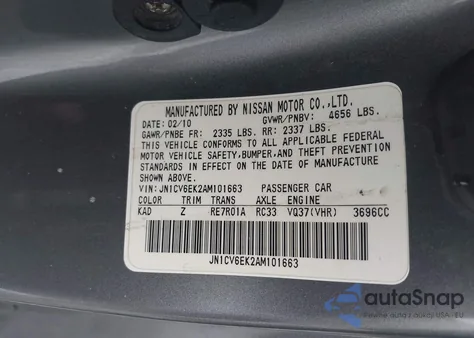 MANUFACTURED BY NISSAN MOTOR CO.,LTD.
DATE: 02/10 GVWR/PNBV: 4656 LBS.
GAWR/PNBE FR: 2335 LBS. RR: 2337 LBS.
THIS VEHICLE CONFORMS TO ALL APPLICABLE FEDERAL
MOTOR VEHICLE SAFETY,BUMPER,AND THEFT PREVENTION
STANDARDS IN EFFECT ON THE DATE OF MANUFACTURE
SHOWN ABOVE.
VIN: JN1CV6EK2AM101663 PASSENGER CAR
COLOR TRIM TRANS AXLE ENGINE
KAD Z RE7R01A RC33 VQ37(VHR) 3696CC
JN1CV6EK2AM101663
autoSnap